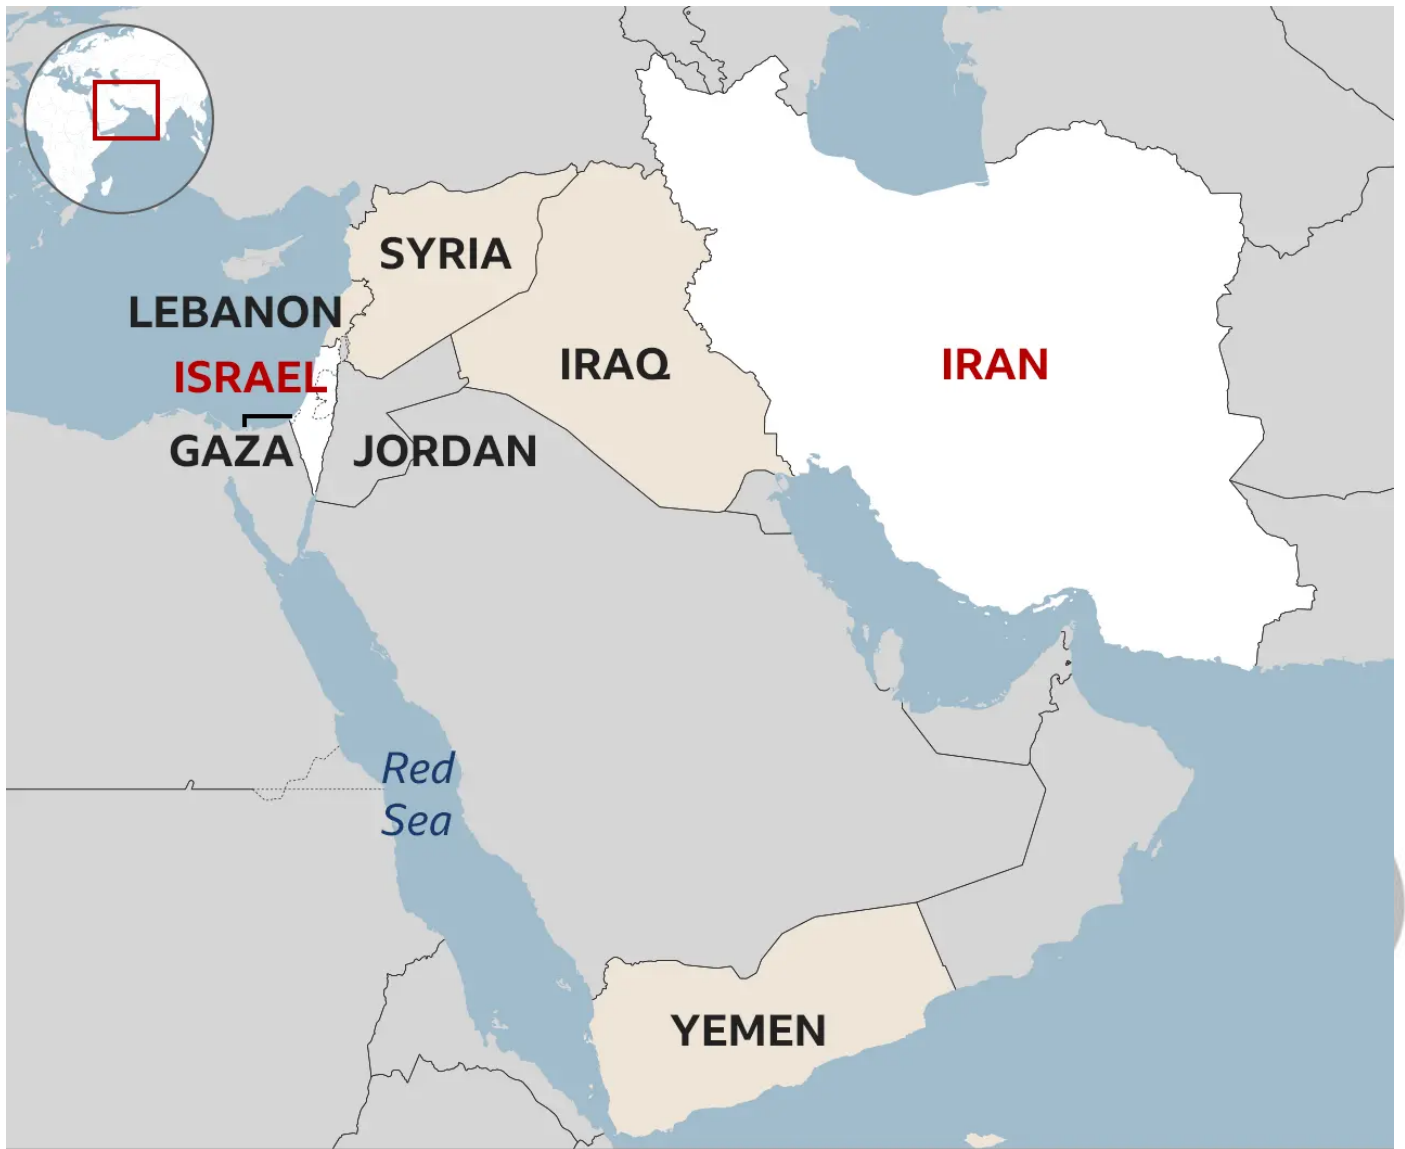 SYRIA
LEBANON
ISRAEL
IRAQ
IRAN
GAZA
JORDAN
Red
Sea
YEMEN